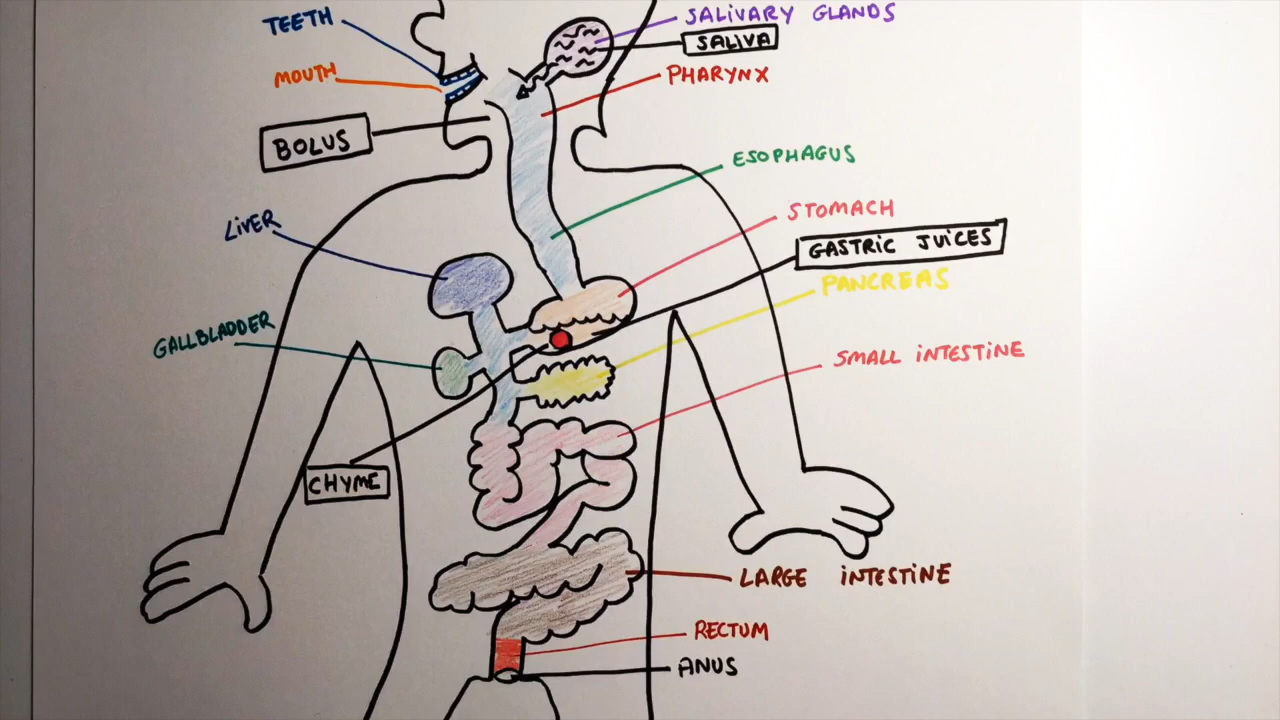 TEETH
SALIVARY GLANDS
SALIVA
MOUTH
PHARYNX
BOLUS
ESOPHAGUS
LiVER
STOMACH
GASTRiC JUiCES
PANCREAS
GALLBLADDER
SMALL iNTESTiNE
CHYME
LARGE iNTESTiNE
RECTUM
ANUS